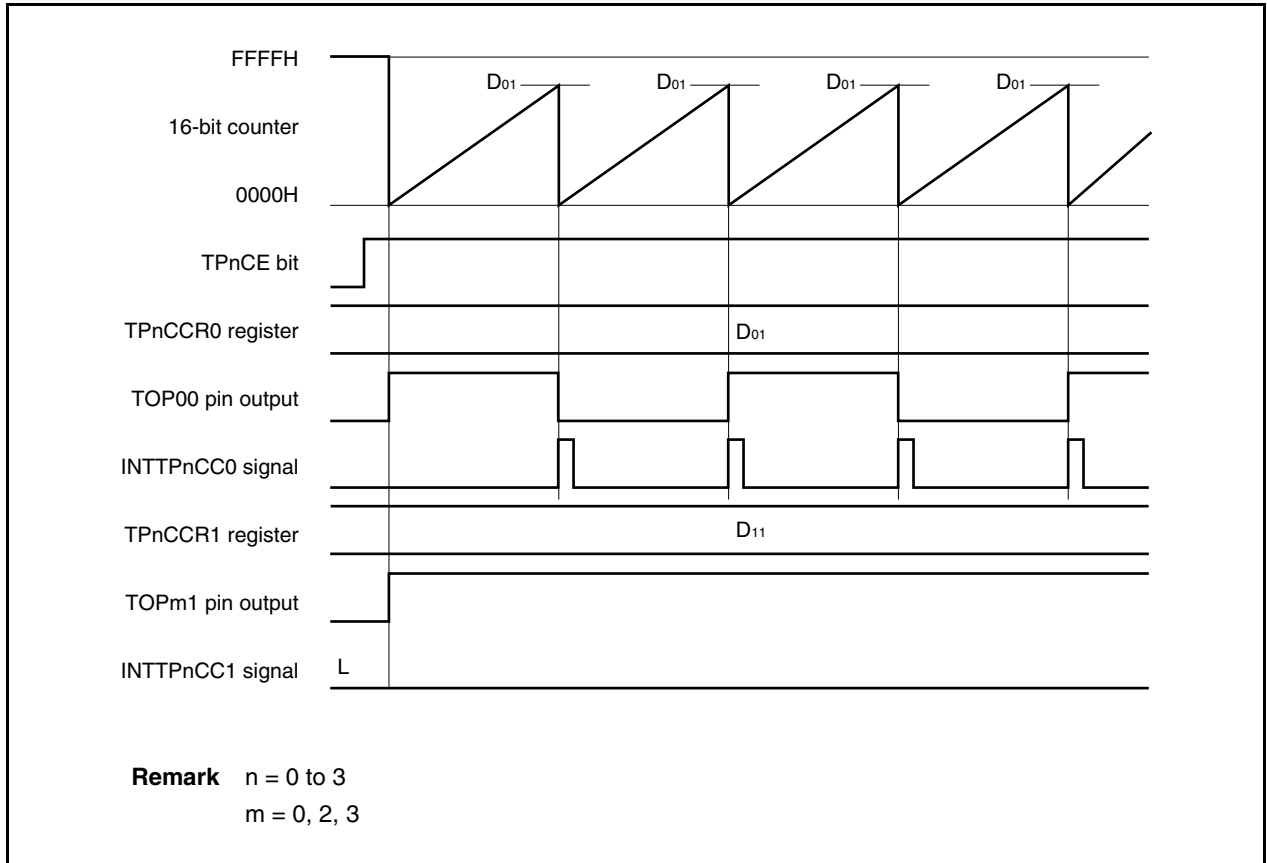 FFFFH
D01 D01 D01 D01
16-bit counter
0000H
TPnCE bit
TPnCCR0 register
D01
TOP00 pin output
INTTPnCC0 signal
TPnCCR1 register
D11
TOPm1 pin output
INTTPnCC1 signal
L
Remark n = 0 to 3
m = 0, 2, 3